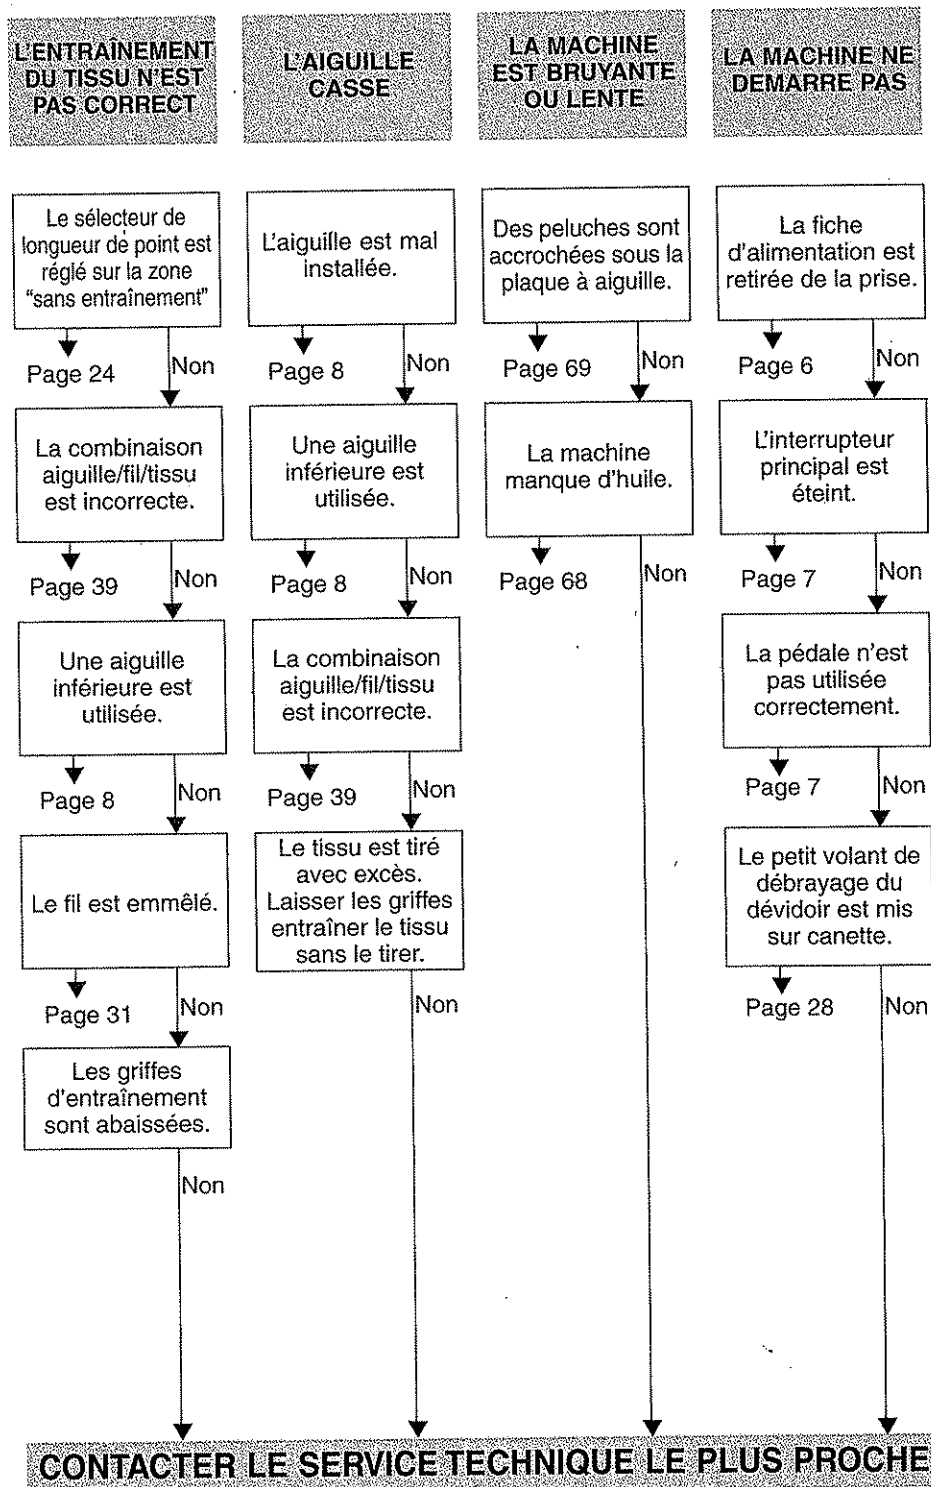 L'ENTRAÎNEMENT
DU TISSU N'EST
PAS CORRECT
Le sélecteur de
longueur de point est
réglé sur la zone
"sans entraînement"
Page 24
Non
La combinaison
aiguille/fil/tissu
est incorrecte.
Page 39
Non
Une aiguille
inférieure est
utilisée.
Page 8
Non
Le fil est emmêlé.
Page 31
Non
Les griffes
d'entraînement
sont abaissées.
Non
L'AIGUILLE
CASSE
L'aiguille est mal
installée.
Page 8
Non
Une aiguille
inférieure est
utilisée.
Page 8
Non
La combinaison
aiguille/fil/tissu
est incorrecte.
Page 39
Non
Le tissu est tiré
avec excès.
Laisser les griffes
entraîner le tissu
sans le tirer.
Non
LA MACHINE
EST BRUYANTE
OU LENTE
Des peluches sont
accrochées sous la
plaque à aiguille.
Page 69
Non
La machine
manque d'huile.
Page 68
Non
LA MACHINE NE
DEMARRE PAS
La fiche
d'alimentation est
retirée de la prise.
Page 6
Non
L'interrupteur
principal est
éteint.
Page 7
Non
La pédale n'est
pas utilisée
correctement.
Page 7
Non
Le petit volant de
débrayage du
dévidoir est mis
sur canette.
Page 28
Non
CONTACTER LE SERVICE TECHNIQUE LE PLUS PROCHE